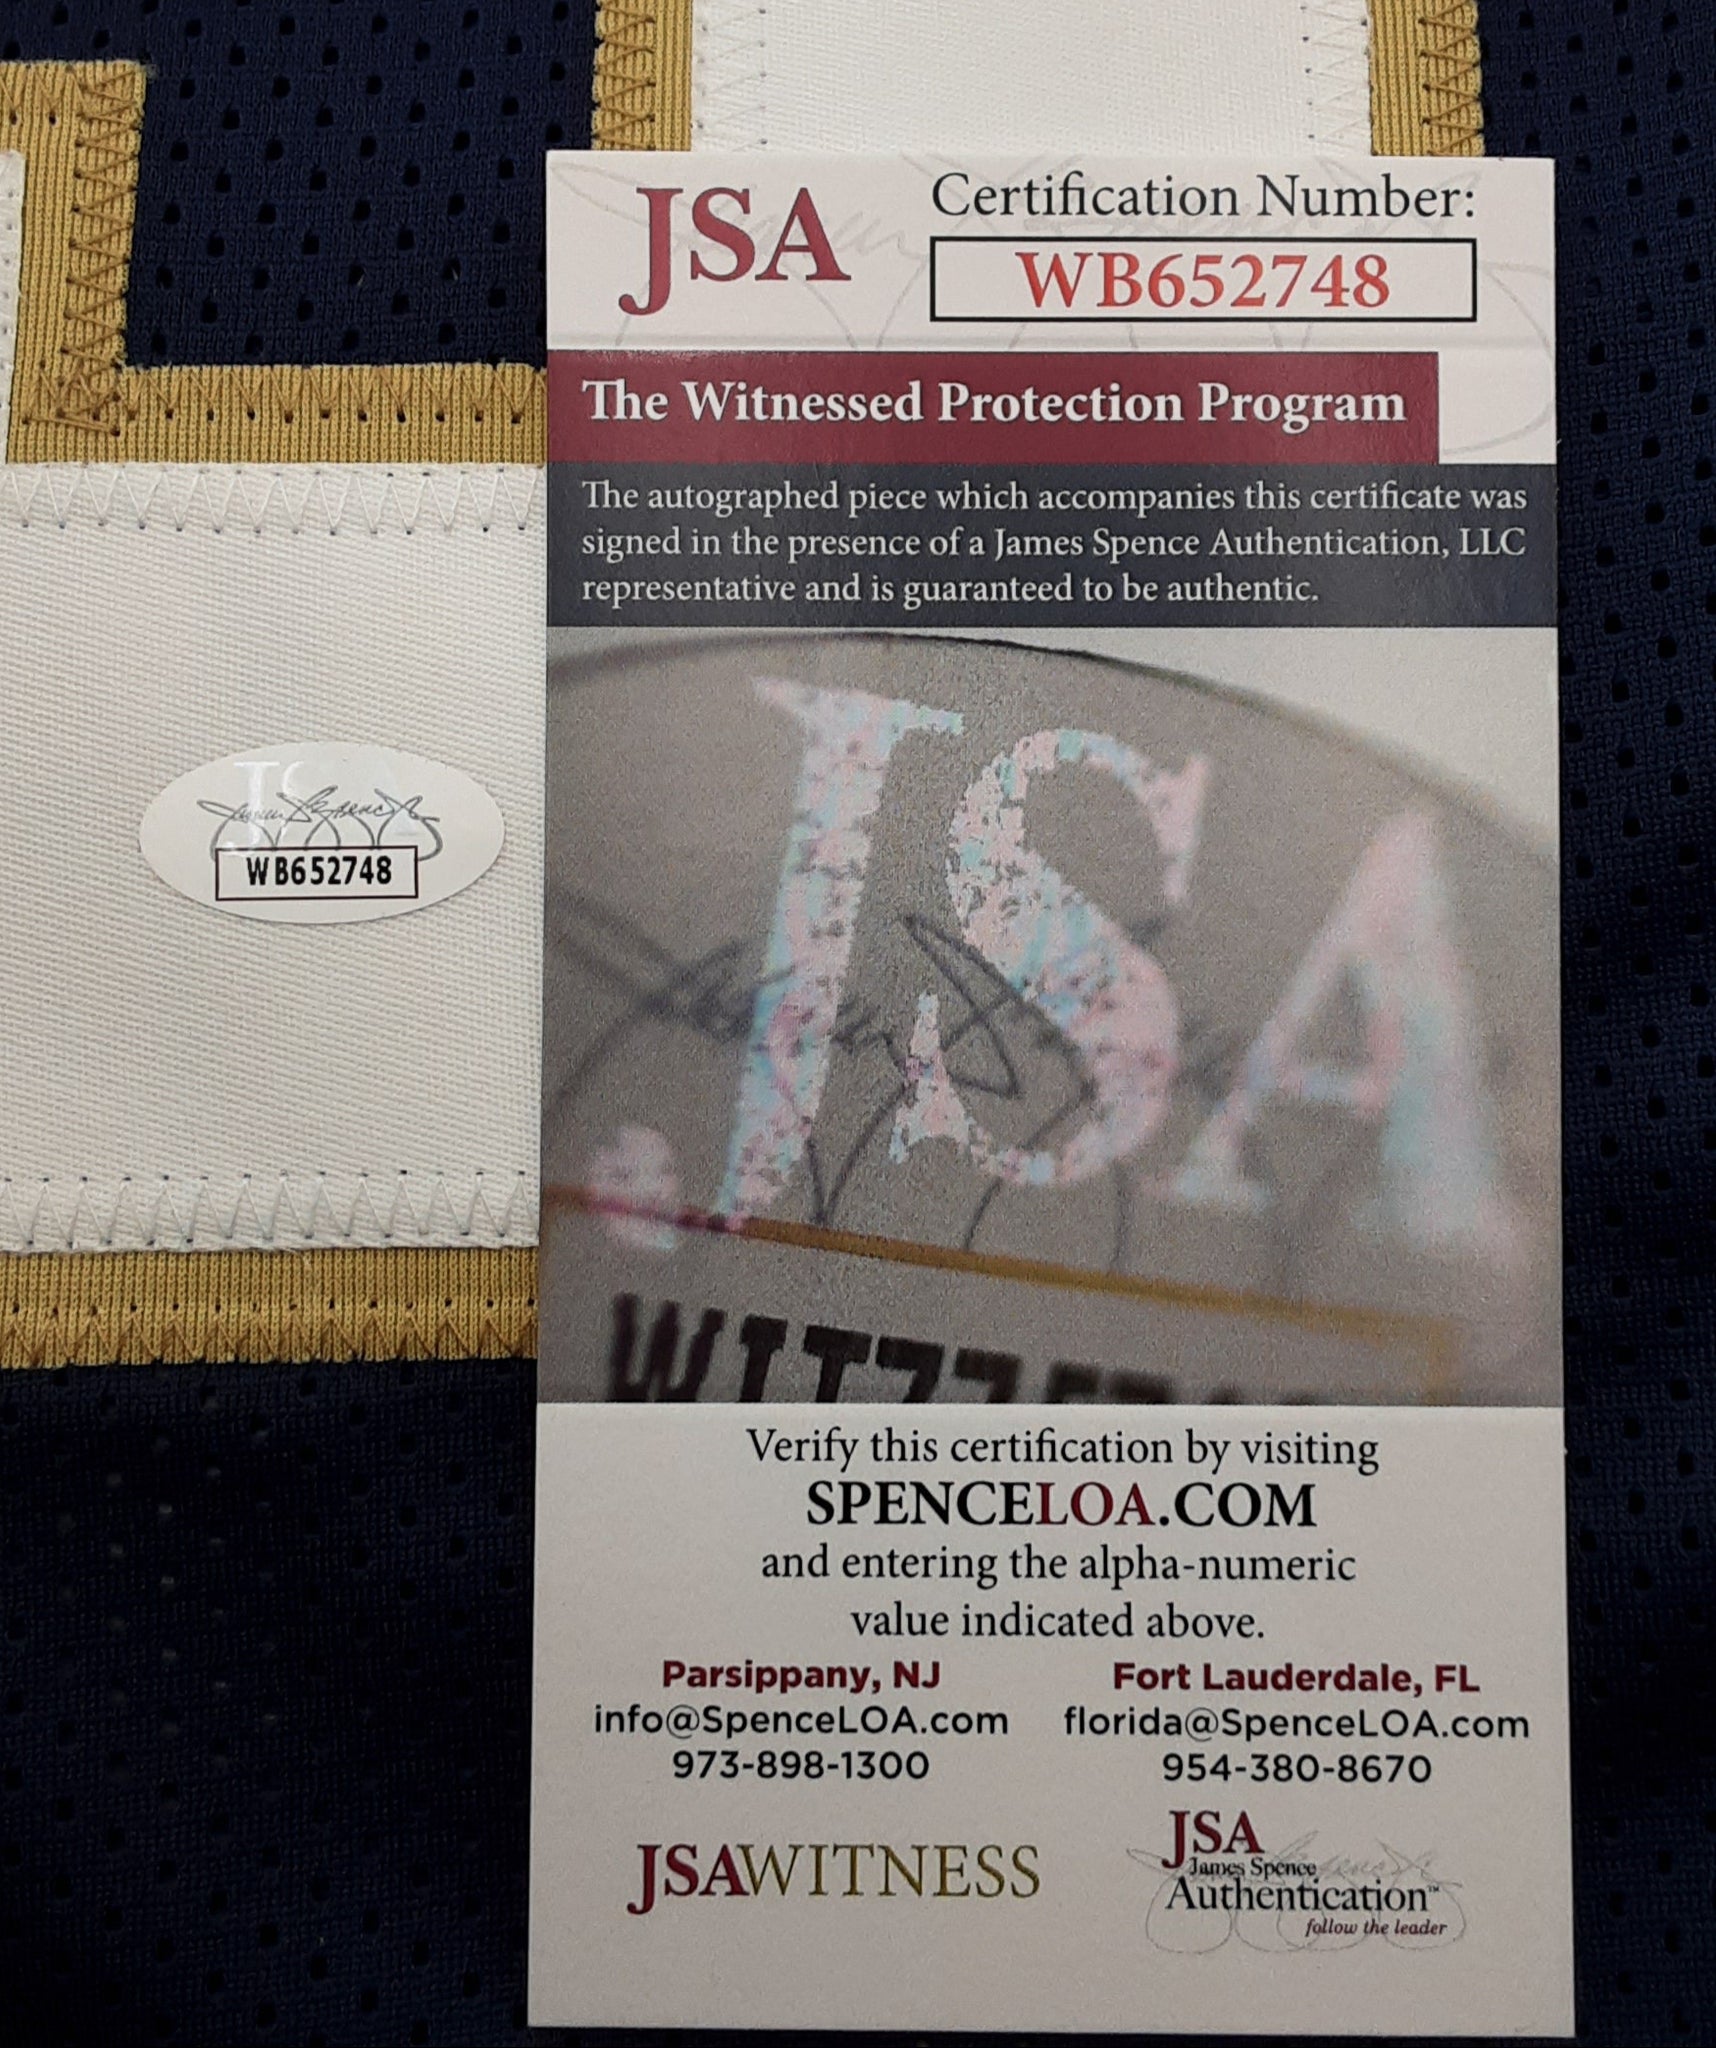 JSA
Certification Number:
WB652748
The Witnessed Protection Program
The autographed piece which accompanies this certificate was
signed in the presence of a James Spence Authentication, LLC
representative and is guaranteed to be authentic.
JSA
WB652748
JSA
Verify this certification by visiting
SPENCELOA.COM
and entering the alpha-numeric
value indicated above.
Parsippany, NJ
info@SpenceLOA.com
973-898-1300
Fort Lauderdale, FL
florida@SpenceLOA.com
954-380-8670
JSAWITNESS
JSA
James Spence
Authentication™
follow the leader